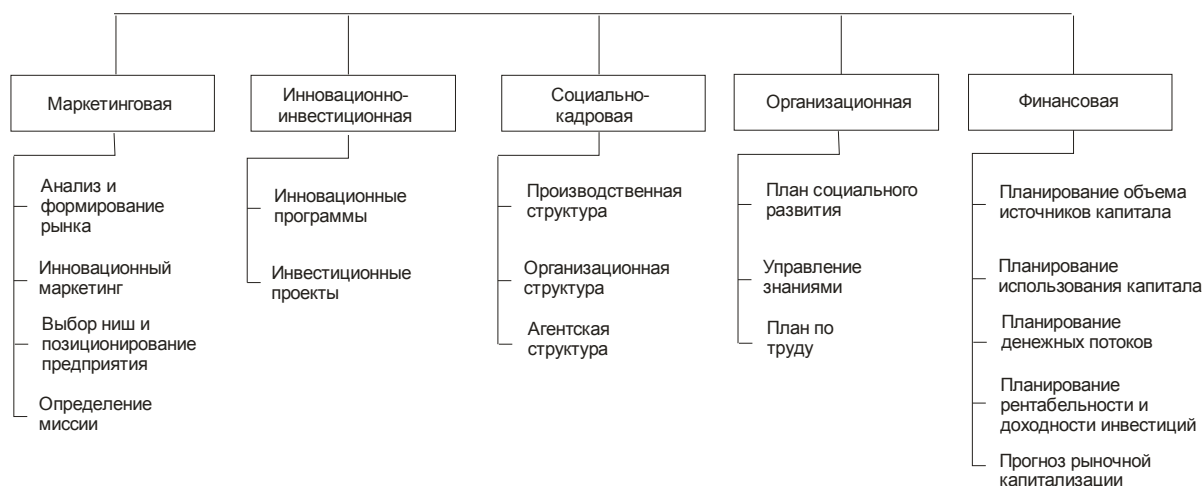 Маркетинговая
Инновационно-
инвестиционная
Социально-
кадровая
Организационная
Финансовая
Анализ и
формирование
рынка
Инновационный
маркетинг
Выбор ниш и
позиционирование
предприятия
Определение
миссии
Инновационные
программы
Инвестиционные
проекты
Производственная
структура
Организационная
структура
Агентская
структура
План социального
развития
Управление
знаниями
План по
труду
Планирование объема
источников капитала
Планирование
использования капитала
Планирование
денежных потоков
Планирование
рентабельности и
доходности инвестиций
Прогноз рыночной
капитализации